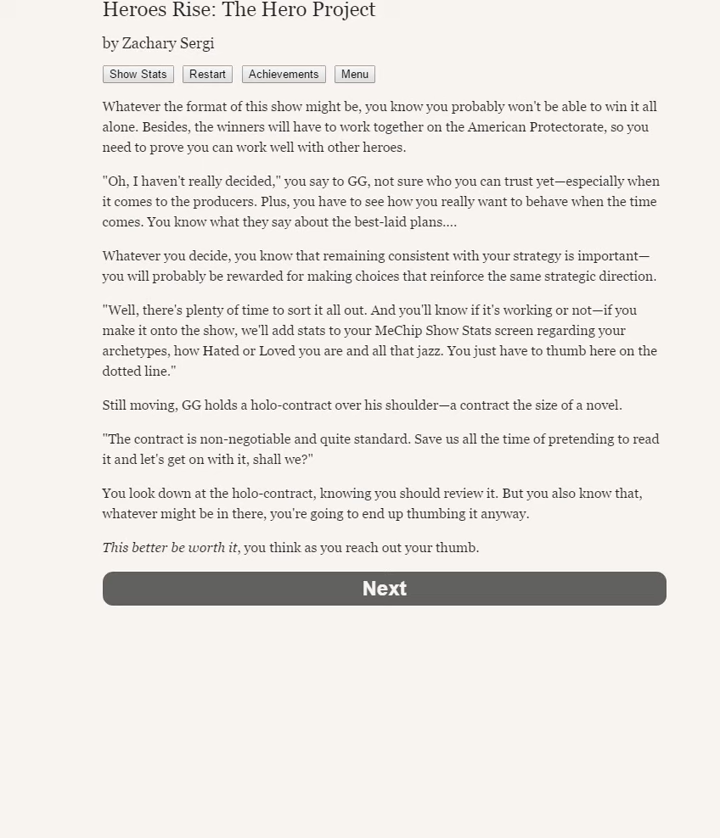 Heroes Rise: The Hero Project
by Zachary Sergi
Show Stats Restart Achievements Menu
Whatever the format of this show might be, you know you probably won't be able to win it all
alone. Besides, the winners will have to work together on the American Protectorate, so you
need to prove you can work well with other heroes.
"Oh, I haven't really decided," you say to GG, not sure who you can trust yet—especially when
it comes to the producers. Plus, you have to see how you really want to behave when the time
comes. You know what they say about the best-laid plans....
Whatever you decide, you know that remaining consistent with your strategy is important—
you will probably be rewarded for making choices that reinforce the same strategic direction.
"Well, there's plenty of time to sort it all out. And you'll know if it's working or not—if you
make it onto the show, we'll add stats to your MeChip Show Stats screen regarding your
archetypes, how Hated or Loved you are and all that jazz. You just have to thumb here on the
dotted line."
Still moving, GG holds a holo-contract over his shoulder—a contract the size of a novel.
"The contract is non-negotiable and quite standard. Save us all the time of pretending to read
it and let's get on with it, shall we?"
You look down at the holo-contract, knowing you should review it. But you also know that,
whatever might be in there, you're going to end up thumbing it anyway.
This better be worth it, you think as you reach out your thumb.
Next